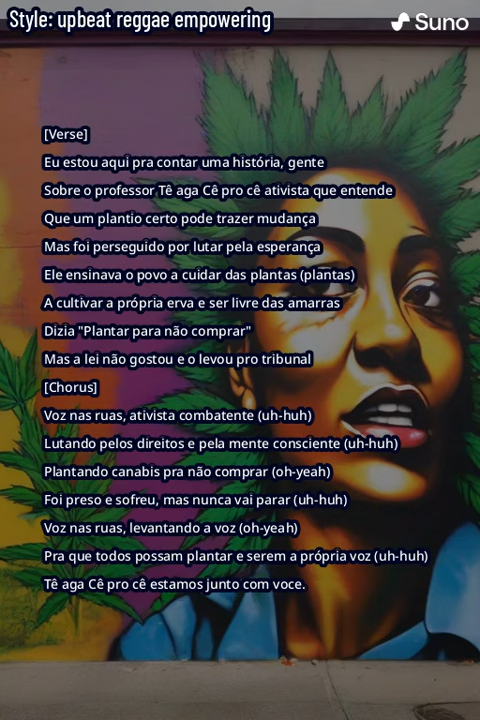 Style: upbeat reggae empowering
Suno
[Verse]
Eu estou aqui pra contar uma história, gente
Sobre o professor Tê aga Cê pro cê ativista que entende
Que um plantio certo pode trazer mudança
Mas foi perseguido por lutar pela esperança
Ele ensinava o povo a cuidar das plantas (plantas)
A cultivar a própria erva e ser livre das amarras
Dizia "Plantar para não comprar"
Mas a lei não gostou e o levou pro tribunal
[Chorus]
Voz nas ruas, ativista combatente (uh-huh)
Lutando pelos direitos e pela mente consciente (uh-huh)
Plantando canabis pra não comprar (oh-yeah)
Foi preso e sofreu, mas nunca vai parar (uh-huh)
Voz nas ruas, levantando a voz (oh-yeah)
Pra que todos possam plantar e serem a própria voz (uh-huh)
Tê aga Cê pro cê estamos junto com voce.